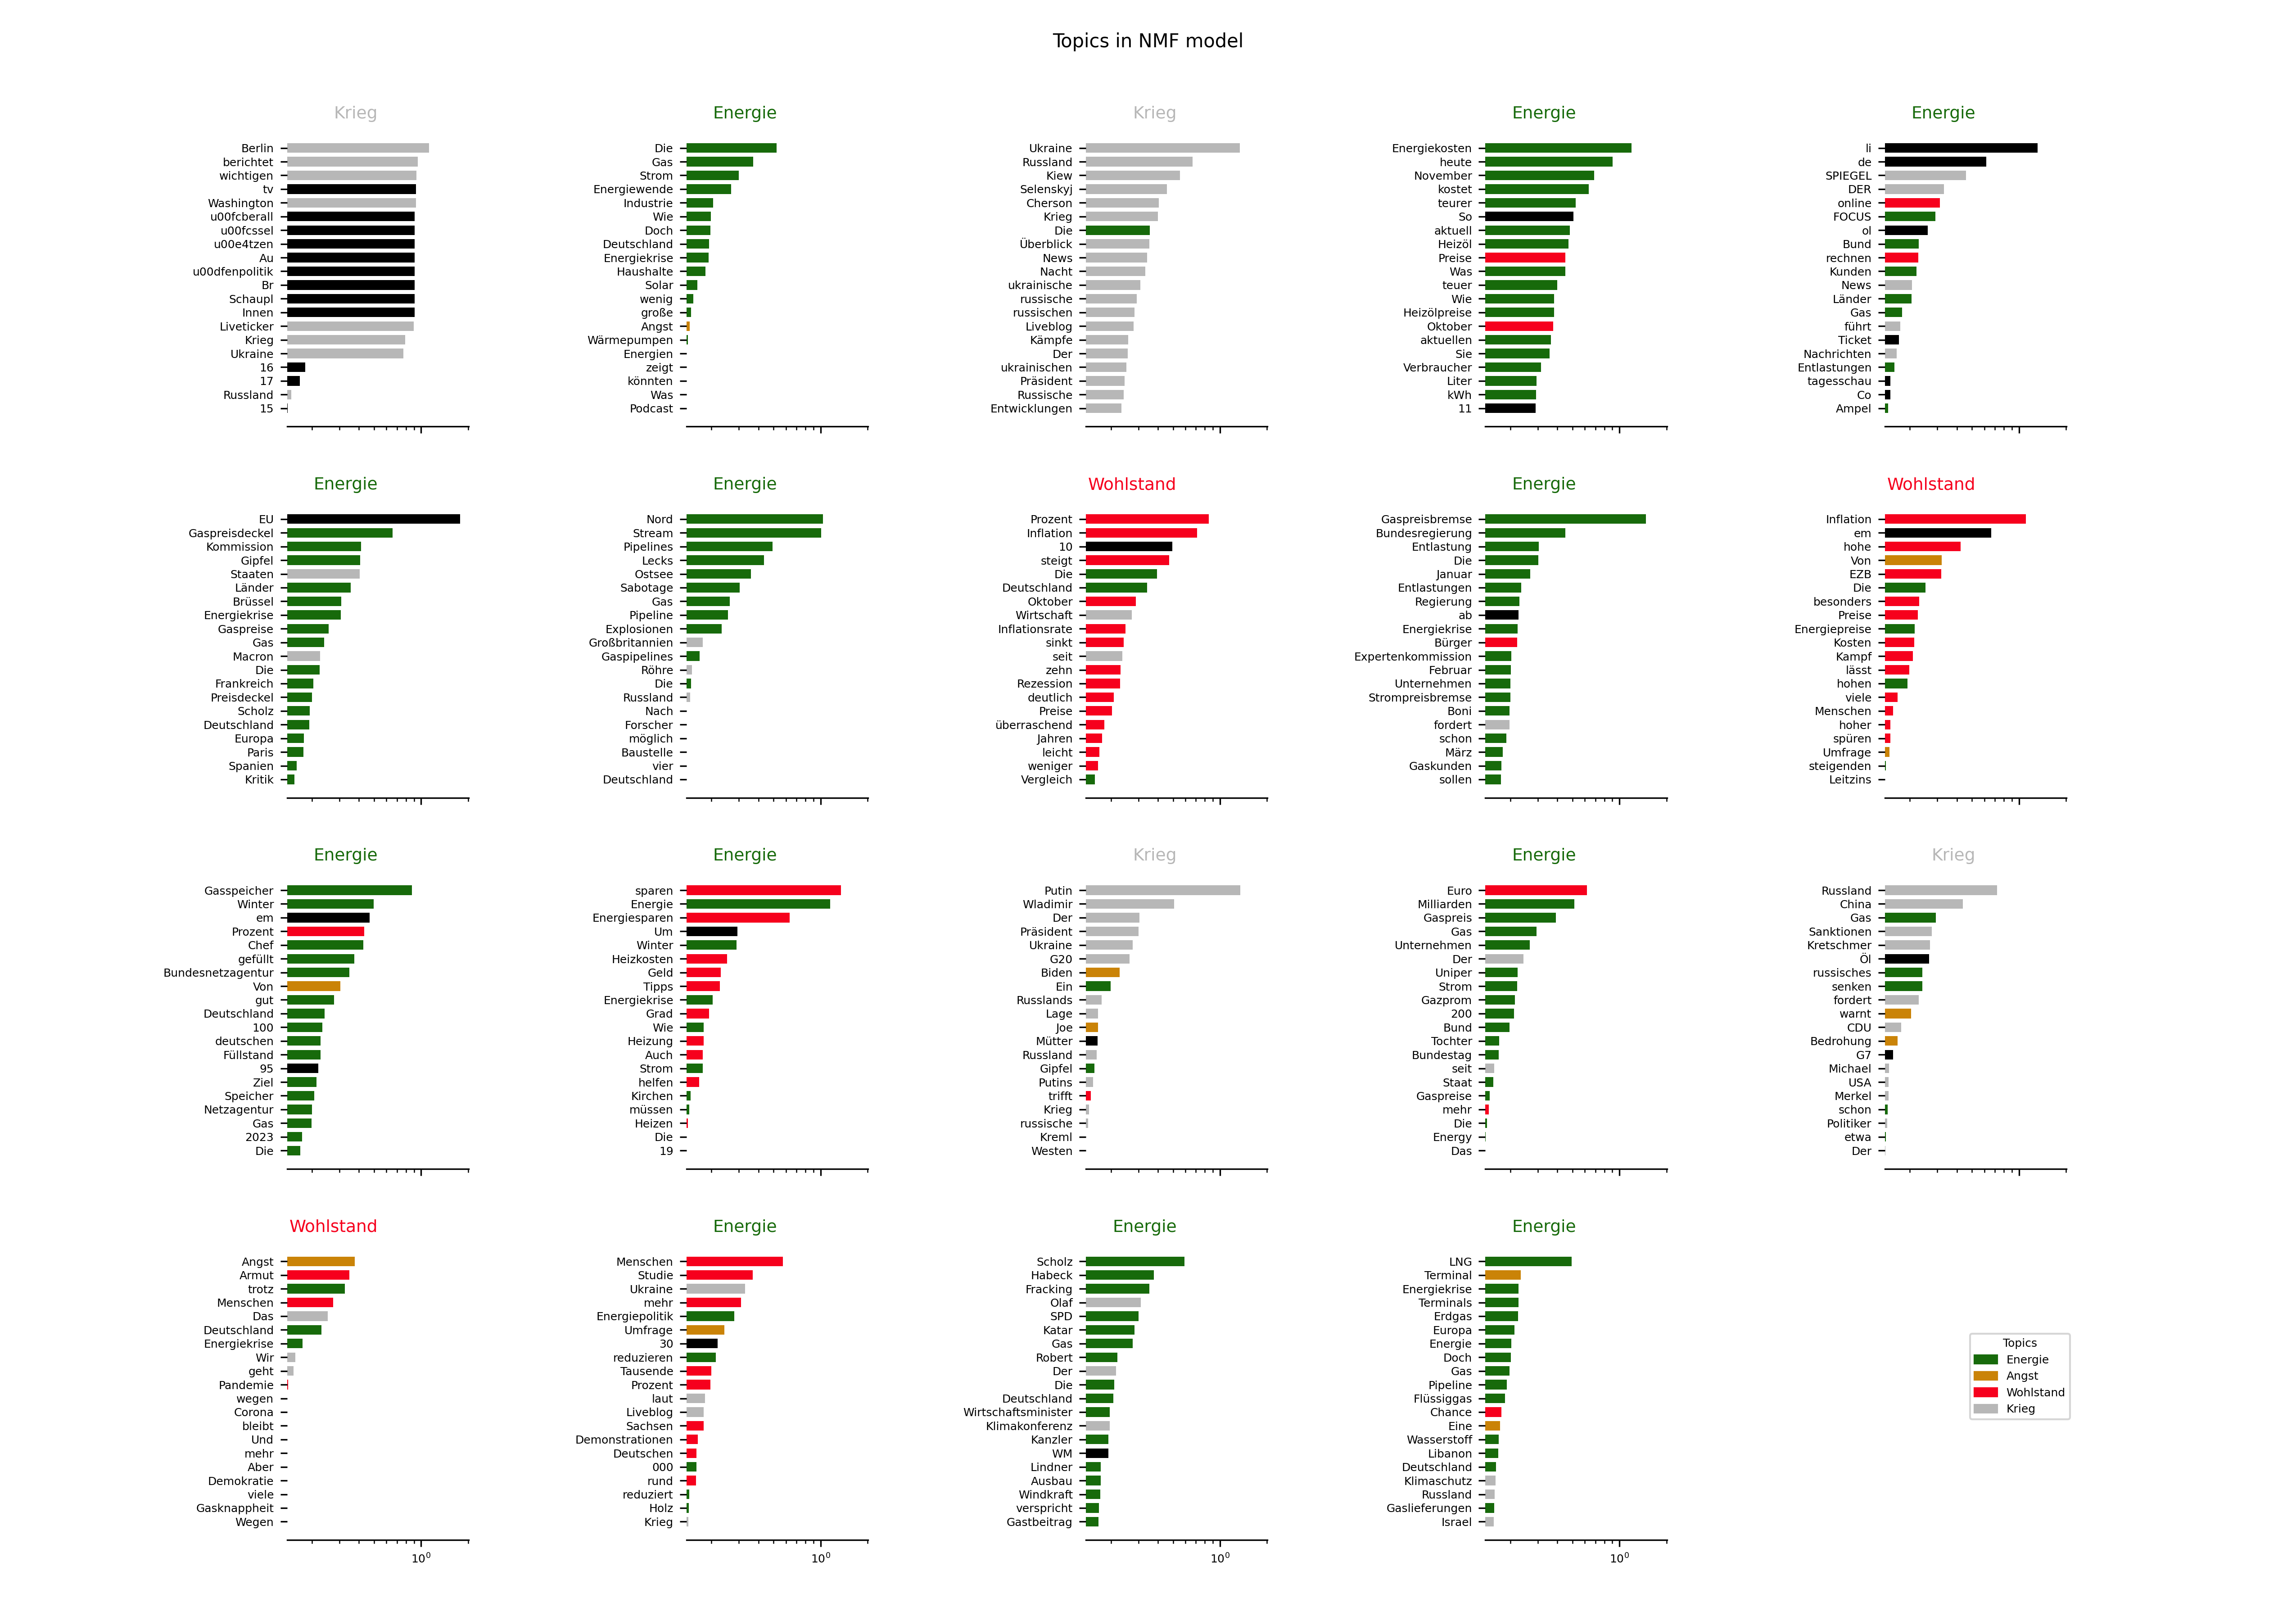 Topics in NMF model
Krieg
Berlin
berichtet
wichtigen
tv
Washington
u00fcberall
u00fcssel
u00e4tzen
Au
u00dfenpolitik
Br
Schaupl
Innen
Liveticker
Krieg
Ukraine
16
17
Russland
15
Energie
Die
Gas
Strom
Energiewende
Industrie
Wie
Doch
Deutschland
Energiekrise
Haushalte
Solar
wenig
große
Angst
Wärmepumpen
Energien
zeigt
könnten
Was
Podcast
Krieg
Ukraine
Russland
Kiew
Selenskyj
Cherson
Krieg
Die
Überblick
News
Nacht
ukrainische
russische
russischen
Liveblog
Kämpfe
Der
ukrainischen
Präsident
Russische
Entwicklungen
Energie
Energiekosten
heute
November
kostet
teurer
So
aktuell
Heizöl
Preise
Was
teuer
Wie
Heizölpreise
Oktober
aktuellen
Sie
Verbraucher
Liter
kWh
11
Energie
li
de
SPIEGEL
DER
online
FOCUS
ol
Bund
rechnen
Kunden
News
Länder
Gas
führt
Ticket
Nachrichten
Entlastungen
tagesschau
Co
Ampel
Energie
EU
Gaspreisdeckel
Kommission
Gipfel
Staaten
Länder
Brüssel
Energiekrise
Gaspreise
Gas
Macron
Die
Frankreich
Preisdeckel
Scholz
Deutschland
Europa
Paris
Spanien
Kritik
Energie
Nord
Stream
Pipelines
Lecks
Ostsee
Sabotage
Gas
Pipeline
Explosionen
Großbritannien
Gaspipelines
Röhre
Die
Russland
Nach
Forscher
möglich
Baustelle
vier
Deutschland
Wohlstand
Prozent
Inflation
10
steigt
Die
Deutschland
Oktober
Wirtschaft
Inflationsrate
sinkt
seit
zehn
Rezession
deutlich
Preise
überraschend
Jahren
leicht
weniger
Vergleich
Energie
Gaspreisbremse
Bundesregierung
Entlastung
Die
Januar
Entlastungen
Regierung
ab
Energiekrise
Bürger
Expertenkommission
Februar
Unternehmen
Strompreisbremse
Boni
fordert
schon
März
Gaskunden
sollen
Wohlstand
Inflation
em
hohe
Von
EZB
Die
besonders
Preise
Energiepreise
Kosten
Kampf
lässt
hohen
viele
Menschen
hoher
spüren
Umfrage
steigenden
Leitzins
Energie
Gasspeicher
Winter
em
Prozent
Chef
gefüllt
Bundesnetzagentur
Von
gut
Deutschland
100
deutschen
Füllstand
95
Ziel
Speicher
Netzagentur
Gas
2023
Die
Energie
sparen
Energie
Energiesparen
Um
Winter
Heizkosten
Geld
Tipps
Energiekrise
Grad
Wie
Heizung
Auch
Strom
helfen
Kirchen
müssen
Heizen
Die
19
Krieg
Putin
Wladimir
Der
Präsident
Ukraine
G20
Biden
Ein
Russlands
Lage
Joe
Mütter
Russland
Gipfel
Putins
trifft
Krieg
russische
Kreml
Westen
Energie
Euro
Milliarden
Gaspreis
Gas
Unternehmen
Der
Uniper
Strom
Gazprom
200
Bund
Tochter
Bundestag
seit
Staat
Gaspreise
mehr
Die
Energy
Das
Krieg
Russland
China
Gas
Sanktionen
Kretschmer
Öl
russisches
senken
fordert
warnt
CDU
Bedrohung
G7
Michael
USA
Merkel
schon
Politiker
etwa
Der
Wohlstand
Angst
Armut
trotz
Menschen
Das
Deutschland
Energiekrise
Wir
geht
Pandemie
wegen
Corona
bleibt
Und
mehr
Aber
Demokratie
viele
Gasknappheit
Wegen
10⁰
Energie
Menschen
Studie
Ukraine
mehr
Energiepolitik
Umfrage
30
reduzieren
Tausende
Prozent
laut
Liveblog
Sachsen
Demonstrationen
Deutschen
000
rund
reduziert
Holz
Krieg
10⁰
Energie
Scholz
Habeck
Fracking
Olaf
SPD
Katar
Gas
Robert
Der
Die
Deutschland
Wirtschaftsminister
Klimakonferenz
Kanzler
WM
Lindner
Ausbau
Windkraft
verspricht
Gastbeitrag
10⁰
Energie
LNG
Terminal
Energiekrise
Terminals
Erdgas
Europa
Energie
Doch
Gas
Pipeline
Flüssiggas
Chance
Eine
Wasserstoff
Libanon
Deutschland
Klimaschutz
Russland
Gaslieferungen
Israel
10⁰
Topics
Energie
Angst
Wohlstand
Krieg